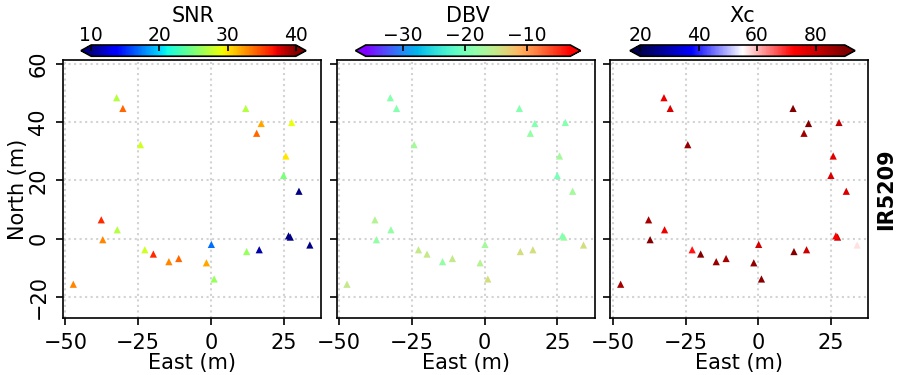 SNR DBV Xc
10 20 30 40 −30 −20 −10 20 40 60 80
60
40
20
0
−20
North (m)
−50 −25 0 25 −50 −25 0 25 −50 −25 0 25
East (m) East (m) East (m)
IR5209